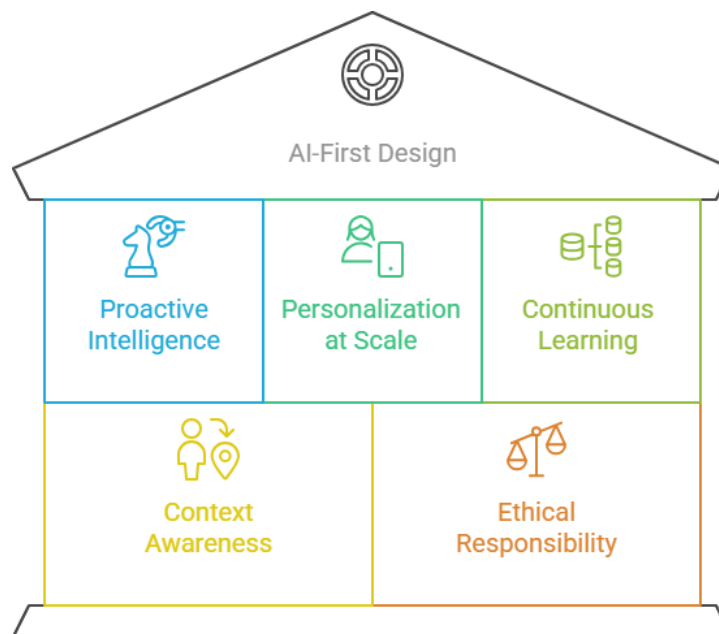 AI-First Design
Proactive
Intelligence
Personalization
at Scale
Continuous
Learning
Context
Awareness
Ethical
Responsibility